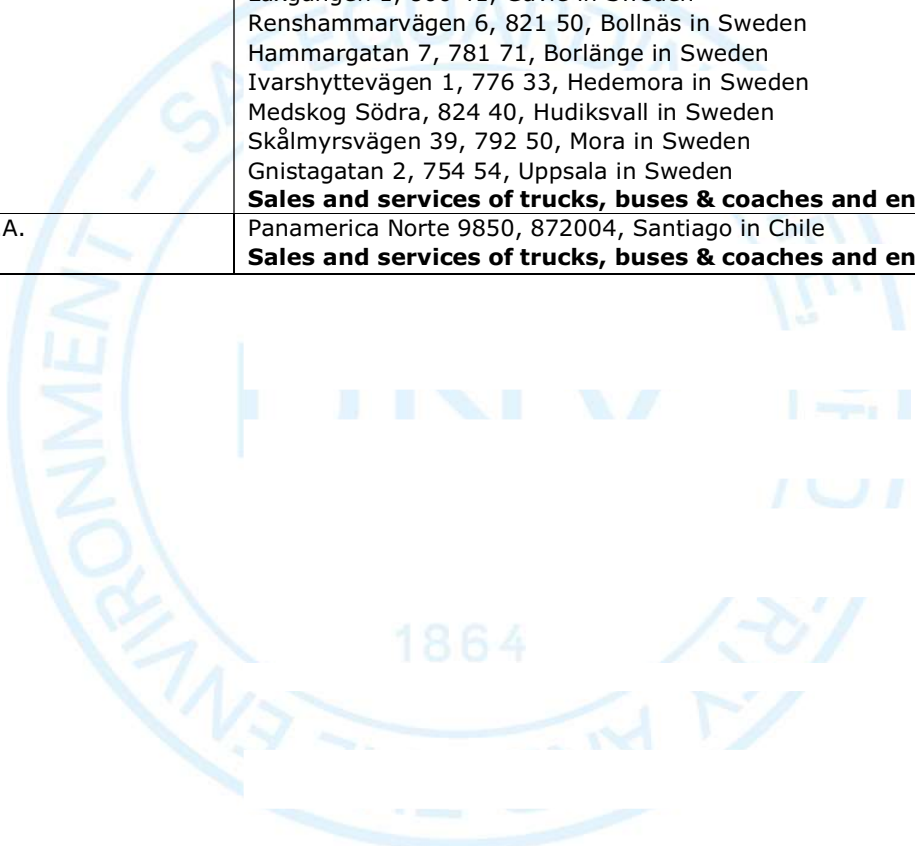 Renshammarvägen 6, 821 50, Bollnäs in Sweden
Hammargatan 7, 781 71, Borlänge in Sweden
Ivarshyttevägen 1, 776 33, Hedemora in Sweden
Medskog Södra, 824 40, Hudiksvall in Sweden
Skålmyrsvägen 39, 792 50, Mora in Sweden
Gnistagatan 2, 754 54, Uppsala in Sweden
Sales and services of trucks, buses & coaches and en
A. Panamerica Norte 9850, 872004, Santiago in Chile
Sales and services of trucks, buses & coaches and en
ENVIRONMENT - SA
1864